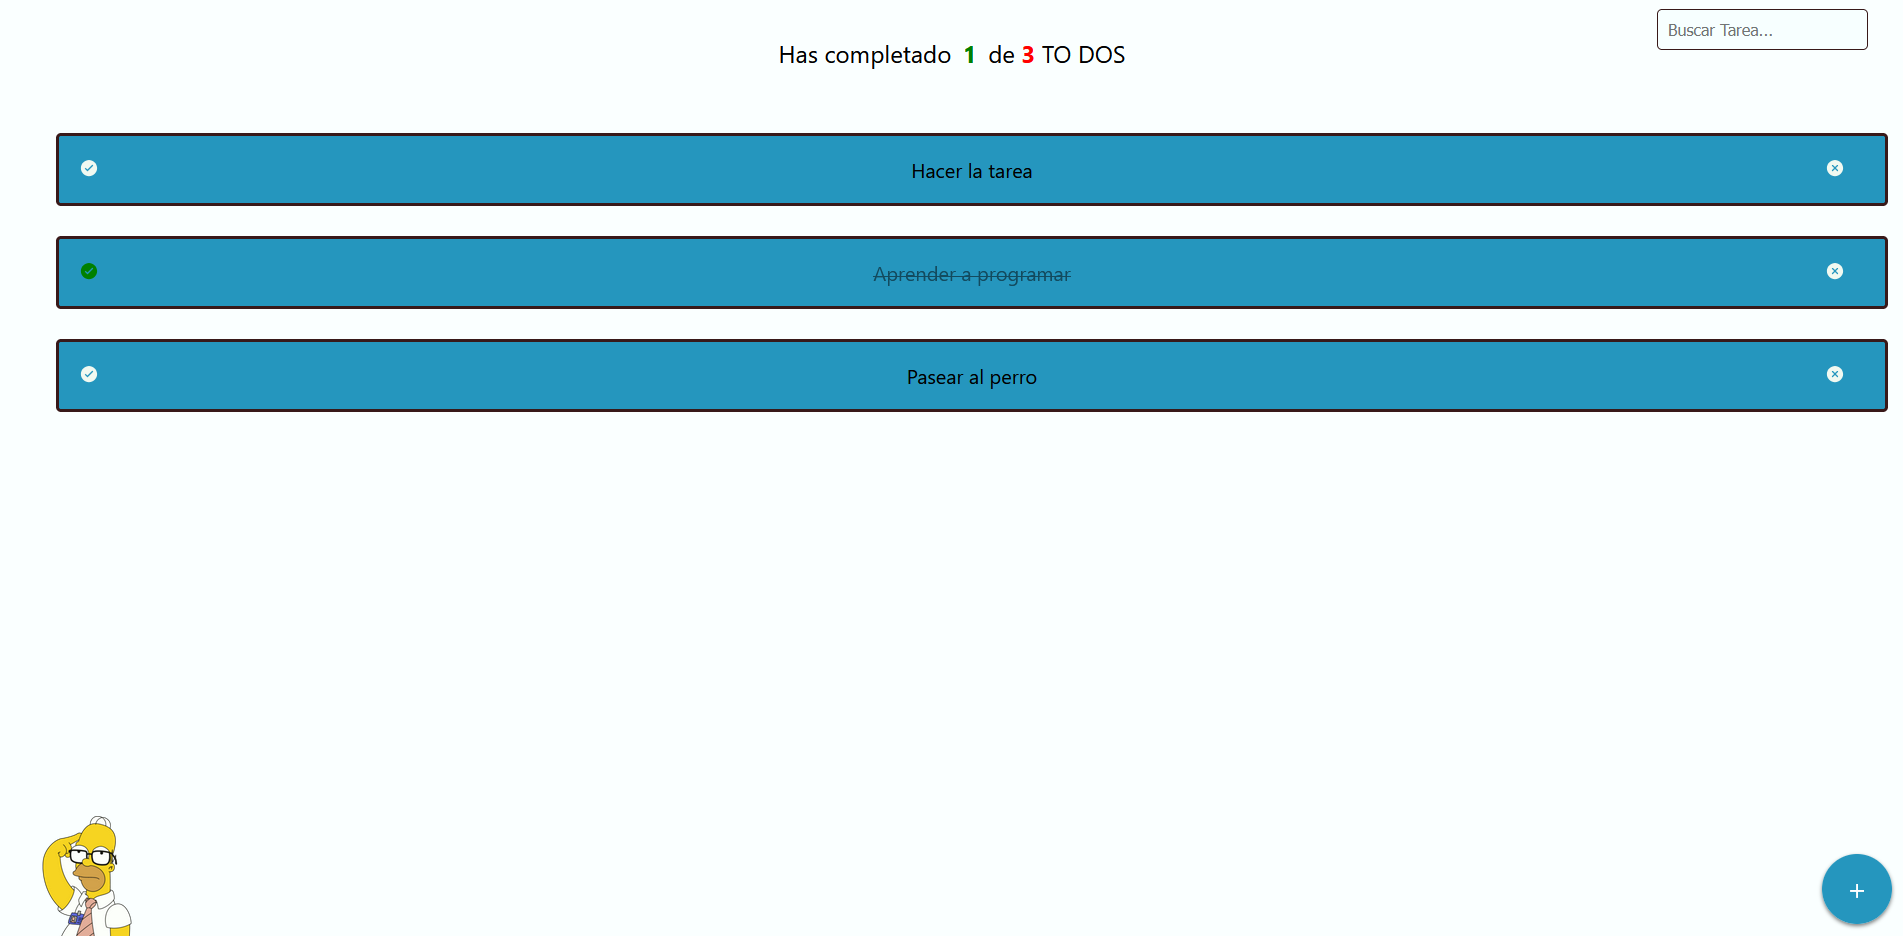 Buscar Tarea...
Has completado 1 de 3 TO DOS
Hacer la tarea
Aprender a programar
Pasear al perro
+